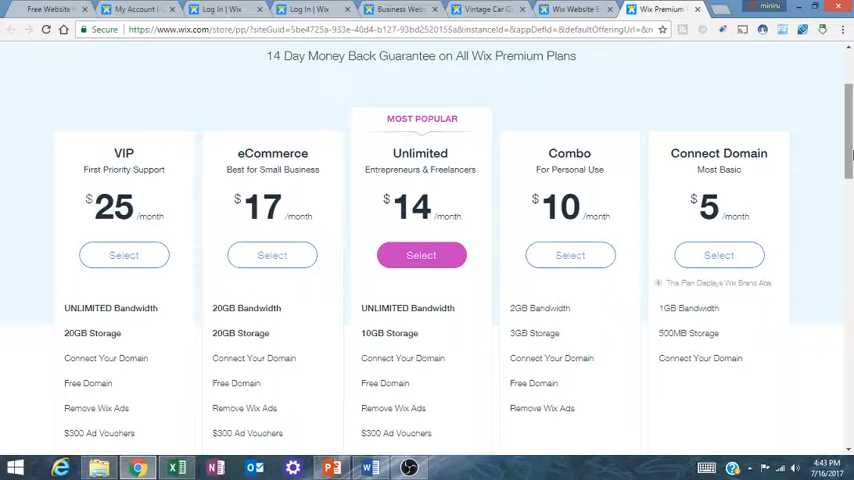 Free Website
My Account
Log In | Wix
Log In | Wix
Business Web
Vintage Car G
Wix Website
Wix Premium
miniru
Secure
https://www.wix.com/store/pp/?siteGuid=5be4725a-933e-40d4-b127-93bd2520155a&instanceId=&appDefId=&defaultOfferingUrl=&re
14 Day Money Back Guarantee on All Wix Premium Plans
MOST POPULAR
VIP
First Priority Support
$25 /month
Select
UNLIMITED Bandwidth
20GB Storage
Connect Your Domain
Free Domain
Remove Wix Ads
$300 Ad Vouchers
eCommerce
Best for Small Business
$17 /month
Select
20GB Bandwidth
20GB Storage
Connect Your Domain
Free Domain
Remove Wix Ads
$300 Ad Vouchers
Unlimited
Entrepreneurs & Freelancers
$14 /month
Select
UNLIMITED Bandwidth
10GB Storage
Connect Your Domain
Free Domain
Remove Wix Ads
$300 Ad Vouchers
Combo
For Personal Use
$10 /month
Select
2GB Bandwidth
3GB Storage
Connect Your Domain
Free Domain
Remove Wix Ads
Connect Domain
Most Basic
$5 /month
Select
This Plan Displays Wix Brand Ads
1GB Bandwidth
500MB Storage
Connect Your Domain
4:43 PM
7/16/2017